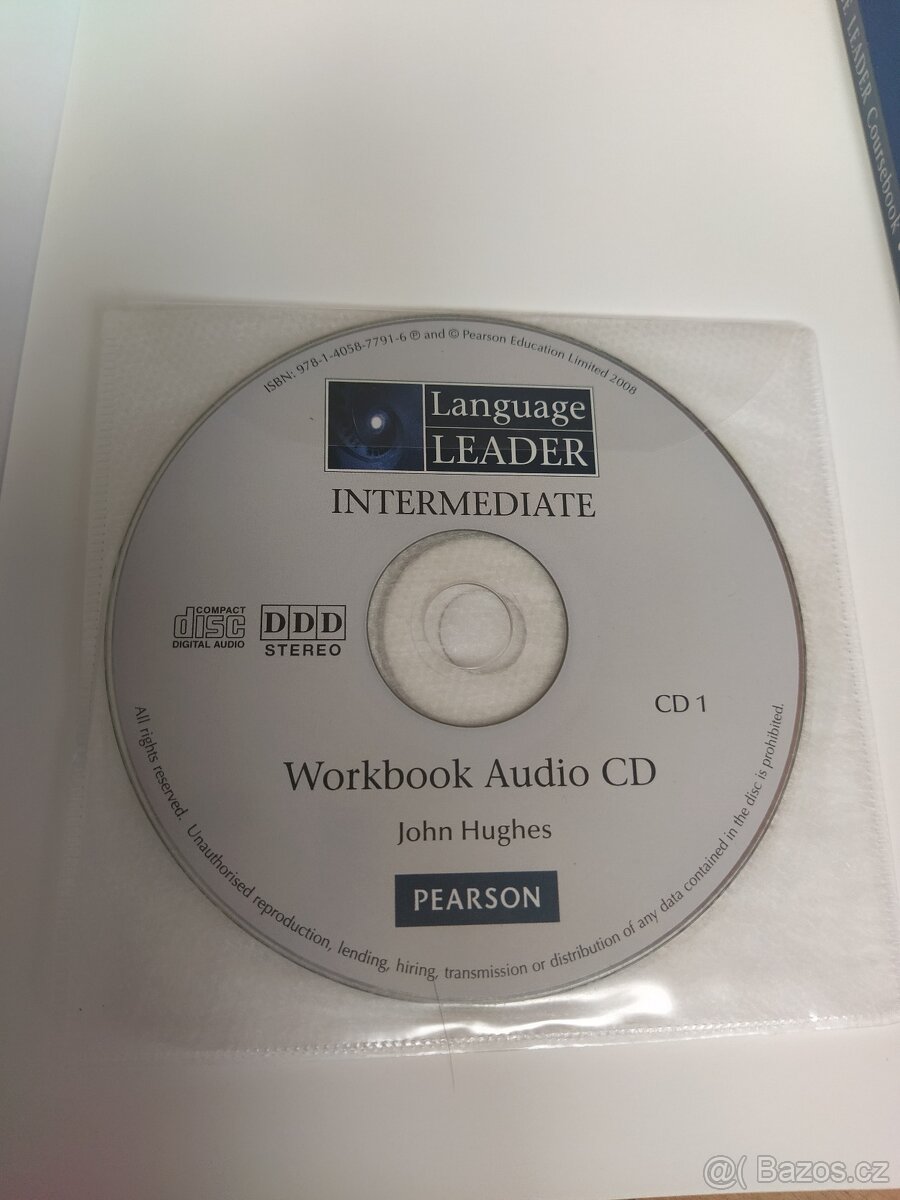 E LEADER Coursebook
ISBN: 978-1-4058-7791-6 ℗ and © Pearson Education Limited 2008
Language
LEADER
INTERMEDIATE
COMPACT
disc
DIGITAL AUDIO
DDD
STEREO
CD 1
Workbook Audio CD
John Hughes
PEARSON
All rights reserved. Unauthorised reproduction, lending, hiring, transmission or distribution of any data contained in the disc is prohibited.
@( Bazos.cz